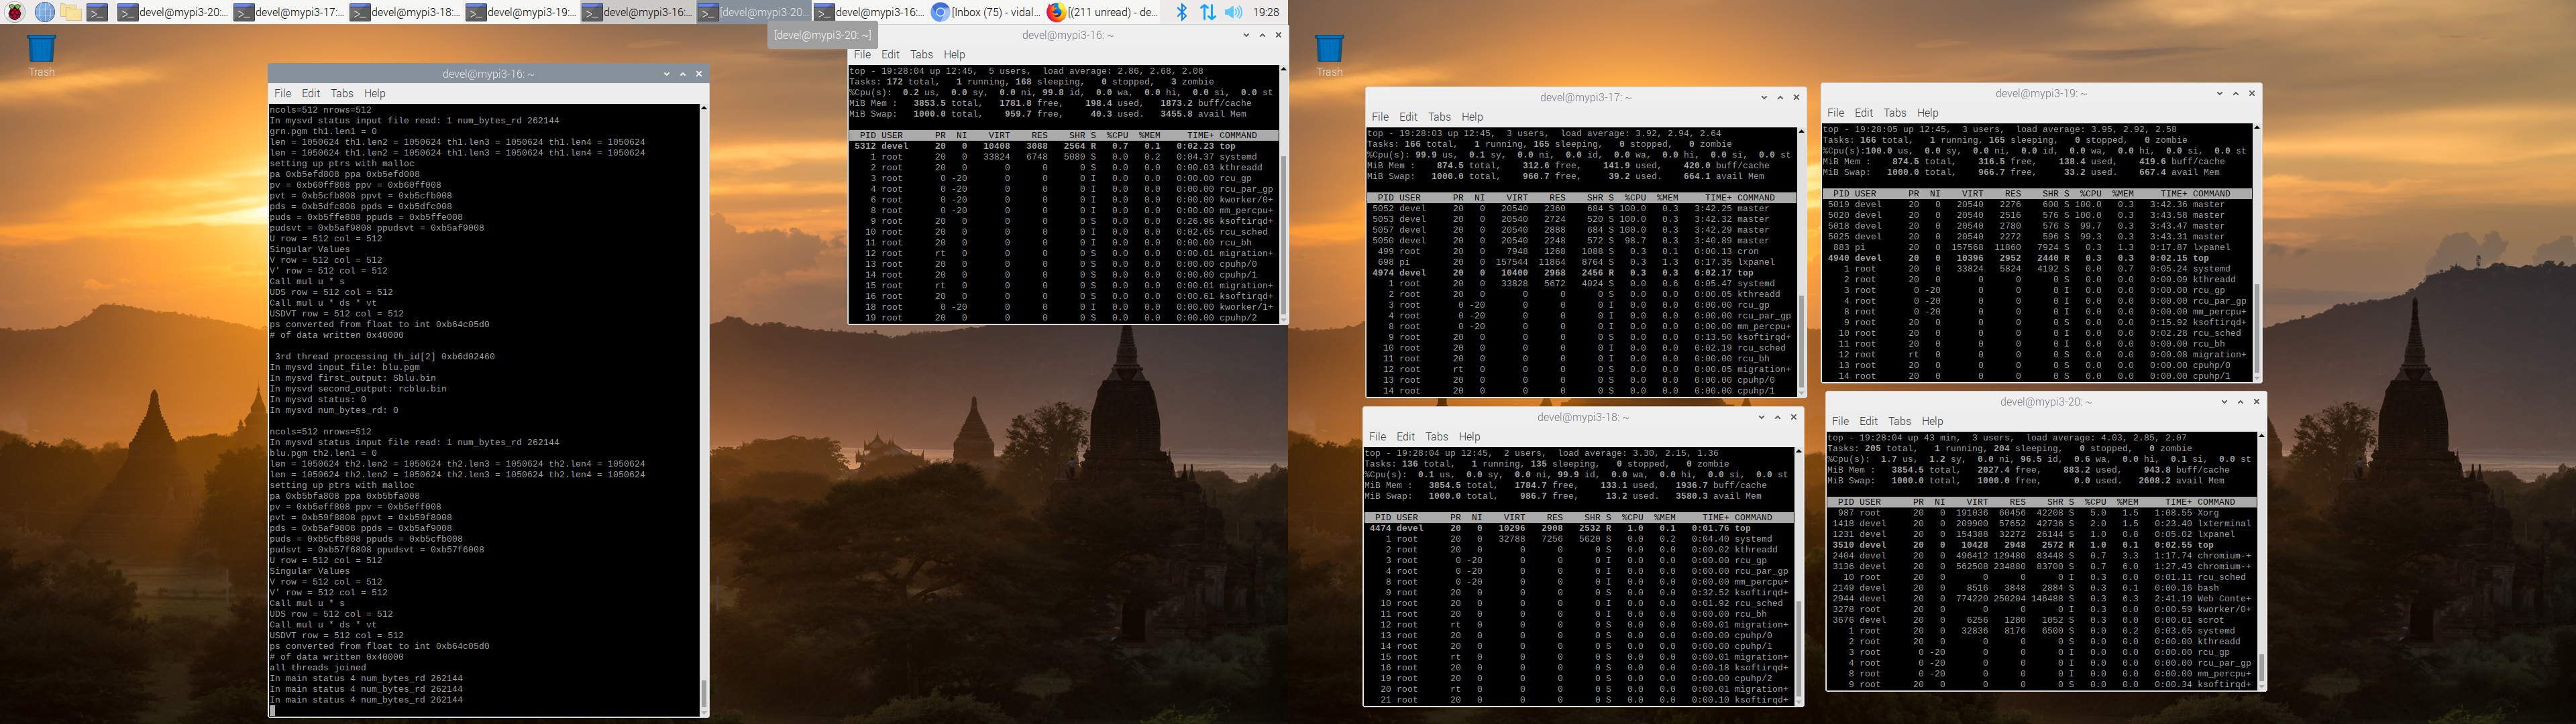 devel@mypi3-20:...
devel@mypi3-17:...
devel@mypi3-18:...
devel@mypi3-19:...
devel@mypi3-16:...
[devel@mypi3-20...
devel@mypi3-16:...
[Inbox (75) - vidal...
[(211 unread) - de...
19:28
Trash
[devel@mypi3-20: ~]
devel@mypi3-16: ~
File Edit Tabs Help
ncols=512 nrows=512
In mysvd status input file read: 1 num_bytes_rd 262144
grn.pgm th1.len1 = 0
len = 1050624 th1.len2 = 1050624 th1.len3 = 1050624 th1.len4 = 1050624
len = 1050624 th1.len2 = 1050624 th1.len3 = 1050624 th1.len4 = 1050624
setting up ptrs with malloc
pa 0xb5efd808 ppa 0xb5efd008
pv = 0xb60ff808 ppv = 0xb60ff008
pvt = 0xb5cfb808 ppvt = 0xb5cfb008
pds = 0xb5dfc808 ppds = 0xb5dfc008
puds = 0xb5ffe808 ppuds = 0xb5ffe008
pudsvt = 0xb5af9808 ppudsvt = 0xb5af9008
U row = 512 col = 512
Singular Values
V row = 512 col = 512
V' row = 512 col = 512
Call mul u * s
UDS row = 512 col = 512
Call mul u * ds * vt
USDVT row = 512 col = 512
ps converted from float to int 0xb64c05d0
# of data written 0x40000
3rd thread processing th_id[2] 0xb6d02460
In mysvd input_file: blu.pgm
In mysvd first_output: Sblu.bin
In mysvd second_output: rcblu.bin
In mysvd status: 0
In mysvd num_bytes_rd: 0
ncols=512 nrows=512
In mysvd status input file read: 1 num_bytes_rd 262144
blu.pgm th2.len1 = 0
len = 1050624 th2.len2 = 1050624 th2.len3 = 1050624 th2.len4 = 1050624
len = 1050624 th2.len2 = 1050624 th2.len3 = 1050624 th2.len4 = 1050624
setting up ptrs with malloc
pa 0xb5bfa808 ppa 0xb5bfa008
pv = 0xb5eff808 ppv = 0xb5eff008
pvt = 0xb59f8808 ppvt = 0xb59f8008
pds = 0xb5af9808 ppds = 0xb5af9008
puds = 0xb5cfb808 ppuds = 0xb5cfb008
pudsvt = 0xb57f6808 ppudsvt = 0xb57f6008
U row = 512 col = 512
Singular Values
V row = 512 col = 512
V' row = 512 col = 512
Call mul u * s
UDS row = 512 col = 512
Call mul u * ds * vt
USDVT row = 512 col = 512
ps converted from float to int 0xb64c05d0
# of data written 0x40000
all threads joined
In main status 4 num_bytes_rd 262144
In main status 4 num_bytes_rd 262144
In main status 4 num_bytes_rd 262144
devel@mypi3-16: ~
File Edit Tabs Help
top - 19:28:04 up 12:45, 5 users, load average: 2.86, 2.68, 2.08
Tasks: 172 total, 1 running, 168 sleeping, 0 stopped, 3 zombie
%Cpu(s): 0.2 us, 0.0 sy, 0.0 ni, 99.8 id, 0.0 wa, 0.0 hi, 0.0 si, 0.0 st
MiB Mem : 3853.5 total, 1781.8 free, 198.4 used, 1873.2 buff/cache
MiB Swap: 1000.0 total, 959.7 free, 40.3 used. 3455.8 avail Mem
PID USER PR NI VIRT RES SHR S %CPU %MEM TIME+ COMMAND
5312 devel 20 0 10408 3088 2564 R 0.7 0.1 0:02.23 top
1 root 20 0 33824 6748 5080 S 0.0 0.2 0:04.37 systemd
2 root 20 0 0 0 0 S 0.0 0.0 0:00.03 kthreadd
3 root 0 -20 0 0 0 I 0.0 0.0 0:00.00 rcu_gp
4 root 0 -20 0 0 0 I 0.0 0.0 0:00.00 rcu_par_gp
6 root 0 -20 0 0 0 I 0.0 0.0 0:00.00 kworker/0+
8 root 0 -20 0 0 0 I 0.0 0.0 0:00.00 mm_percpu+
9 root 20 0 0 0 0 S 0.0 0.0 0:26.96 ksoftirqd+
10 root 20 0 0 0 0 I 0.0 0.0 0:02.65 rcu_sched
11 root 20 0 0 0 0 I 0.0 0.0 0:00.00 rcu_bh
12 root rt 0 0 0 0 S 0.0 0.0 0:00.01 migration+
13 root 20 0 0 0 0 S 0.0 0.0 0:00.00 cpuhp/0
14 root 20 0 0 0 0 S 0.0 0.0 0:00.00 cpuhp/1
15 root rt 0 0 0 0 S 0.0 0.0 0:00.01 migration+
16 root 20 0 0 0 0 S 0.0 0.0 0:00.61 ksoftirqd+
18 root 0 -20 0 0 0 I 0.0 0.0 0:00.00 kworker/1+
19 root 20 0 0 0 0 S 0.0 0.0 0:00.00 cpuhp/2
Trash
devel@mypi3-17: ~
File Edit Tabs Help
top - 19:28:03 up 12:45, 3 users, load average: 3.92, 2.94, 2.64
Tasks: 166 total, 1 running, 165 sleeping, 0 stopped, 0 zombie
%Cpu(s): 99.9 us, 0.1 sy, 0.0 ni, 0.0 id, 0.0 wa, 0.0 hi, 0.0 si, 0.0 st
MiB Mem : 874.5 total, 312.6 free, 141.9 used, 420.0 buff/cache
MiB Swap: 1000.0 total, 960.7 free, 39.2 used. 664.1 avail Mem
PID USER PR NI VIRT RES SHR S %CPU %MEM TIME+ COMMAND
5052 devel 20 0 20540 2360 684 S 100.0 0.3 3:42.25 master
5053 devel 20 0 20540 2724 520 S 100.0 0.3 3:42.32 master
5057 devel 20 0 20540 2888 684 S 100.0 0.3 3:42.29 master
5050 devel 20 0 20540 2248 572 S 98.7 0.3 3:40.89 master
499 root 20 0 7948 1268 1088 S 0.3 0.1 0:00.13 cron
698 pi 20 0 157544 11864 8764 S 0.3 1.3 0:17.35 lxpanel
4974 devel 20 0 10400 2968 2456 R 0.3 0.3 0:02.17 top
1 root 20 0 33828 5672 4024 S 0.0 0.6 0:05.47 systemd
2 root 20 0 0 0 0 S 0.0 0.0 0:00.05 kthreadd
3 root 0 -20 0 0 0 I 0.0 0.0 0:00.00 rcu_gp
4 root 0 -20 0 0 0 I 0.0 0.0 0:00.00 rcu_par_gp
8 root 0 -20 0 0 0 I 0.0 0.0 0:00.00 mm_percpu+
9 root 20 0 0 0 0 S 0.0 0.0 0:13.50 ksoftirqd+
10 root 20 0 0 0 0 I 0.0 0.0 0:02.19 rcu_sched
11 root 20 0 0 0 0 I 0.0 0.0 0:00.00 rcu_bh
12 root rt 0 0 0 0 S 0.0 0.0 0:00.05 migration+
13 root 20 0 0 0 0 S 0.0 0.0 0:00.00 cpuhp/0
14 root 20 0 0 0 0 S 0.0 0.0 0:00.00 cpuhp/1
devel@mypi3-19: ~
File Edit Tabs Help
top - 19:28:05 up 12:45, 3 users, load average: 3.95, 2.92, 2.58
Tasks: 166 total, 1 running, 165 sleeping, 0 stopped, 0 zombie
%Cpu(s):100.0 us, 0.0 sy, 0.0 ni, 0.0 id, 0.0 wa, 0.0 hi, 0.0 si, 0.0 st
MiB Mem : 874.5 total, 316.5 free, 138.4 used, 419.6 buff/cache
MiB Swap: 1000.0 total, 966.7 free, 33.2 used. 667.4 avail Mem
PID USER PR NI VIRT RES SHR S %CPU %MEM TIME+ COMMAND
5019 devel 20 0 20540 2276 600 S 100.0 0.3 3:42.36 master
5020 devel 20 0 20540 2516 576 S 100.0 0.3 3:43.58 master
5018 devel 20 0 20540 2780 576 S 99.7 0.3 3:43.47 master
5025 devel 20 0 20540 2272 596 S 99.3 0.3 3:43.31 master
883 pi 20 0 157568 11860 7924 S 0.3 1.3 0:17.87 lxpanel
4940 devel 20 0 10396 2952 2440 R 0.3 0.3 0:02.15 top
1 root 20 0 33824 5824 4192 S 0.0 0.7 0:05.24 systemd
2 root 20 0 0 0 0 S 0.0 0.0 0:00.09 kthreadd
3 root 0 -20 0 0 0 I 0.0 0.0 0:00.00 rcu_gp
4 root 0 -20 0 0 0 I 0.0 0.0 0:00.00 rcu_par_gp
8 root 0 -20 0 0 0 I 0.0 0.0 0:00.00 mm_percpu+
9 root 20 0 0 0 0 S 0.0 0.0 0:15.92 ksoftirqd+
10 root 20 0 0 0 0 I 0.0 0.0 0:02.28 rcu_sched
11 root 20 0 0 0 0 I 0.0 0.0 0:00.00 rcu_bh
12 root rt 0 0 0 0 S 0.0 0.0 0:00.08 migration+
13 root 20 0 0 0 0 S 0.0 0.0 0:00.00 cpuhp/0
14 root 20 0 0 0 0 S 0.0 0.0 0:00.00 cpuhp/1
devel@mypi3-18: ~
File Edit Tabs Help
top - 19:28:04 up 12:45, 2 users, load average: 3.30, 2.15, 1.36
Tasks: 136 total, 1 running, 135 sleeping, 0 stopped, 0 zombie
%Cpu(s): 0.1 us, 0.0 sy, 0.0 ni, 99.9 id, 0.0 wa, 0.0 hi, 0.0 si, 0.0 st
MiB Mem : 3854.5 total, 1784.7 free, 133.1 used, 1936.7 buff/cache
MiB Swap: 1000.0 total, 986.7 free, 13.2 used. 3580.3 avail Mem
PID USER PR NI VIRT RES SHR S %CPU %MEM TIME+ COMMAND
4474 devel 20 0 10296 2908 2532 R 1.0 0.1 0:01.76 top
1 root 20 0 32788 7256 5620 S 0.0 0.2 0:04.40 systemd
2 root 20 0 0 0 0 S 0.0 0.0 0:00.02 kthreadd
3 root 0 -20 0 0 0 I 0.0 0.0 0:00.00 rcu_gp
4 root 0 -20 0 0 0 I 0.0 0.0 0:00.00 rcu_par_gp
8 root 0 -20 0 0 0 I 0.0 0.0 0:00.00 mm_percpu+
9 root 20 0 0 0 0 S 0.0 0.0 0:32.52 ksoftirqd+
10 root 20 0 0 0 0 I 0.0 0.0 0:01.92 rcu_sched
11 root 20 0 0 0 0 I 0.0 0.0 0:00.00 rcu_bh
12 root rt 0 0 0 0 S 0.0 0.0 0:00.01 migration+
13 root 20 0 0 0 0 S 0.0 0.0 0:00.00 cpuhp/0
14 root 20 0 0 0 0 S 0.0 0.0 0:00.00 cpuhp/1
15 root rt 0 0 0 0 S 0.0 0.0 0:00.01 migration+
16 root 20 0 0 0 0 S 0.0 0.0 0:00.18 ksoftirqd+
19 root 20 0 0 0 0 S 0.0 0.0 0:00.00 cpuhp/2
20 root rt 0 0 0 0 S 0.0 0.0 0:00.01 migration+
21 root 20 0 0 0 0 S 0.0 0.0 0:00.10 ksoftirqd+
devel@mypi3-20: ~
File Edit Tabs Help
top - 19:28:04 up 43 min, 3 users, load average: 4.03, 2.85, 2.07
Tasks: 205 total, 1 running, 204 sleeping, 0 stopped, 0 zombie
%Cpu(s): 1.7 us, 1.2 sy, 0.0 ni, 96.5 id, 0.6 wa, 0.0 hi, 0.1 si, 0.0 st
MiB Mem : 3854.5 total, 2027.4 free, 883.2 used, 943.8 buff/cache
MiB Swap: 1000.0 total, 1000.0 free, 0.0 used. 2608.2 avail Mem
PID USER PR NI VIRT RES SHR S %CPU %MEM TIME+ COMMAND
987 root 20 0 191036 60456 42208 S 5.0 1.5 1:08.55 Xorg
1418 devel 20 0 209900 57652 42736 S 2.0 1.5 0:23.40 lxterminal
1231 devel 20 0 154388 32272 26144 S 1.0 0.8 0:05.02 lxpanel
3510 devel 20 0 10428 2948 2572 R 1.0 0.1 0:02.55 top
2404 devel 20 0 496412 129480 83448 S 0.7 3.3 1:17.74 chromium-+
3136 devel 20 0 562508 234880 83700 S 0.7 6.0 1:27.43 chromium-+
10 root 20 0 0 0 0 I 0.3 0.0 0:01.11 rcu_sched
2149 devel 20 0 8516 3848 2884 S 0.3 0.1 0:00.16 bash
2944 devel 20 0 774220 250204 146488 S 0.3 6.3 2:41.19 Web Conte+
3278 root 20 0 0 0 0 I 0.3 0.0 0:00.59 kworker/0+
3676 devel 20 0 6256 1280 1052 S 0.3 0.0 0:00.01 scrot
1 root 20 0 32836 8176 6500 S 0.0 0.2 0:03.65 systemd
2 root 20 0 0 0 0 S 0.0 0.0 0:00.00 kthreadd
3 root 0 -20 0 0 0 I 0.0 0.0 0:00.00 rcu_gp
4 root 0 -20 0 0 0 I 0.0 0.0 0:00.00 rcu_par_gp
8 root 0 -20 0 0 0 I 0.0 0.0 0:00.00 mm_percpu+
9 root 20 0 0 0 0 S 0.0 0.0 0:00.34 ksoftirqd+